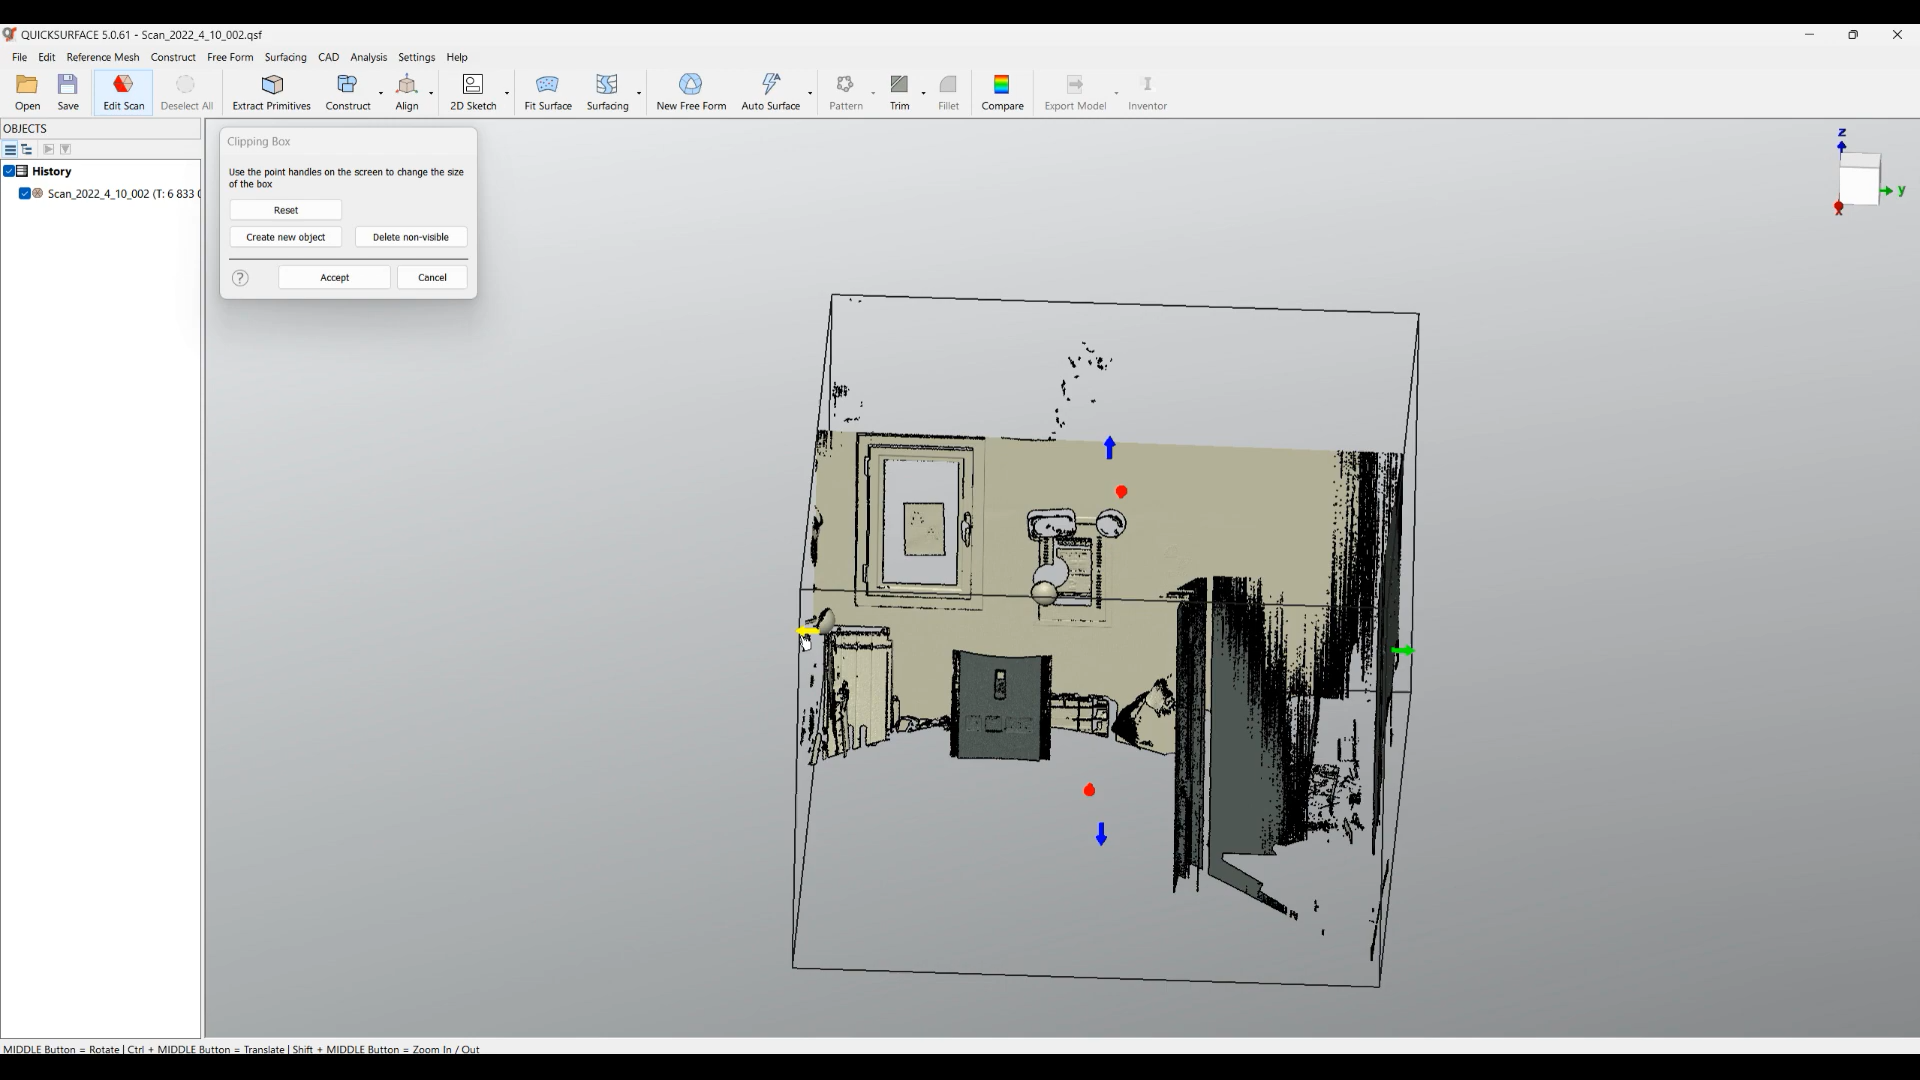 QUICKSURFACE 5.0.61 - Scan_2022_4_10_002.qsf
File Edit Reference Mesh Construct Free Form Surfacing CAD Analysis Settings Help
Open Save Edit Scan Deselect All Extract Primitives Construct Align 2D Sketch Fit Surface Surfacing New Free Form Auto Surface Pattern Trim Fillet Compare Export Model Inventor
OBJECTS
History
Scan_2022_4_10_002 (T: 6 833
Clipping Box
Use the point handles on the screen to change the size
of the box
Reset
Create new object Delete non-visible
? Accept Cancel
z
y
x
MIDDLE Button = Rotate | Ctrl + MIDDLE Button = Translate | Shift + MIDDLE Button = Zoom In / Out